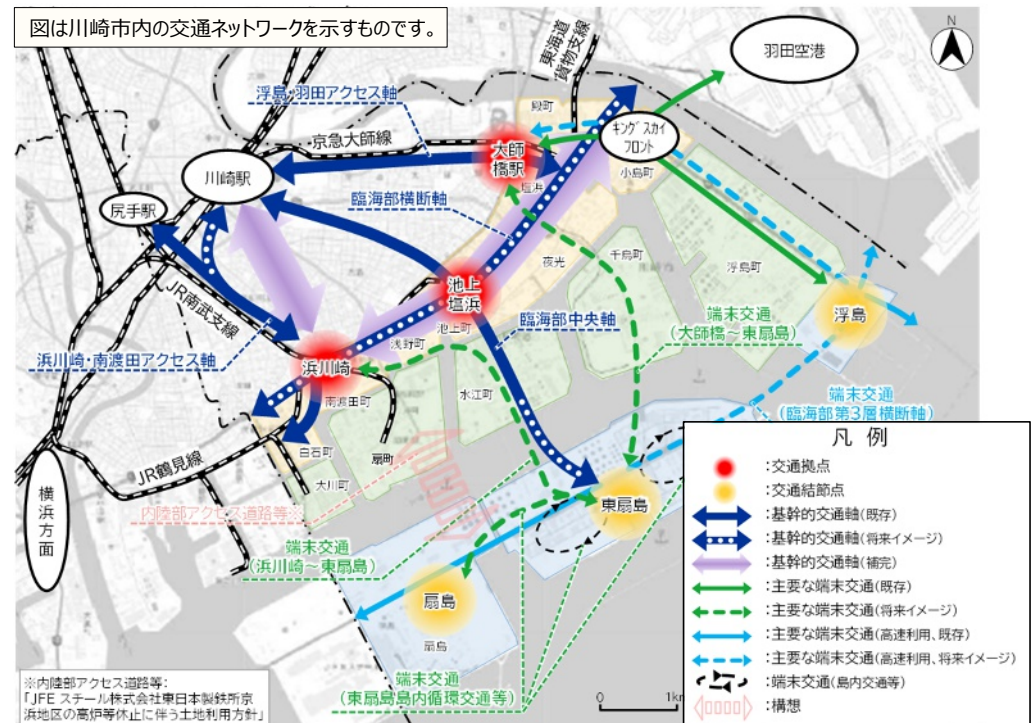 図は川崎市内の交通ネットワークを示すものです。
東海道
貨物支線
羽田空港
N
浮島・羽田アクセス軸
殿町
京急大師線
キングスカイ
フロント
大師
橋駅
川崎駅
小島町
塩浜
尻手駅
臨海部横断軸
千鳥町
夜光
浮島町
池上
塩浜
JR南武支線
端末交通
(大師橋~東扇島)
浮島
臨海部中央軸
池上町
浅野町
浜川崎・南渡田アクセス軸
浜川崎
水江町
南渡田町
端末交通
(臨海部第3層横断軸)
白石町
扇町
JR鶴見線
大川町
横浜方面
内陸部アクセス道路等※
東扇島
端末交通
(浜川崎~東扇島)
扇島
扇島
端末交通
(東扇島島内循環交通等)
0
1km
※内陸部アクセス道路等:
「JFE スチール株式会社東日本製鉄所京
浜地区の高炉等休止に伴う土地利用方針」
凡 例
:交通拠点
:交通結節点
:基幹的交通軸(既存)
:基幹的交通軸(将来イメージ)
:基幹的交通軸(補完)
:主要な端末交通(既存)
:主要な端末交通(将来イメージ)
:主要な端末交通(高速利用、既存)
:主要な端末交通(高速利用、将来イメージ)
:端末交通(島内交通等)
:構想